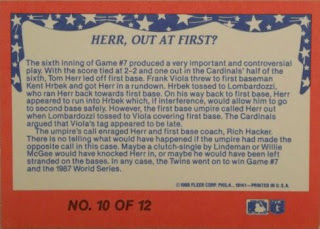 HERR, OUT AT FIRST?
The sixth inning of Game #7 produced a very important and controversial
play. With the score tied at 2-2 and one out in the Cardinals' half of the
sixth, Tom Herr led off first base. Frank Viola threw to first baseman
Kent Hrbek and got Herr in a rundown. Hrbek tossed to Lombardozzi,
who ran Herr back towards first base. On his way back to first base, Herr
appeared to run into Hrbek which, if interference, would allow him to go
to second base safely. However, the first base umpire called Herr out
when Lombardozzi tossed to Viola covering first base. The Cardinals
argued that Viola's tag appeared to be late.
The umpire's call enraged Herr and first base coach, Rich Hacker.
There is no telling what would have happened if the umpire had made the
opposite call in this case. Maybe a clutch-single by Lindeman or Willie
McGee would have knocked Herr in, or maybe he would have been left
stranded on the base. In any case, the Twins went on to win Game #7
and the 1987 World Series.
©1988 FLEER CORP. PHILA., 19141—PRINTED IN U.S.A.
NO. 10 OF 12